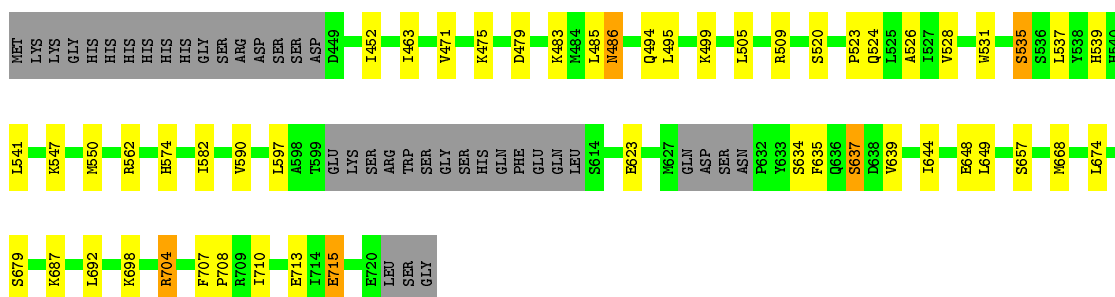 MET LYS LYS GLY HIS HIS HIS HIS HIS HIS HIS GLY SER ARG ASP SER SER ASP D449 I452 I463 V471 K475 D479 K483 M484 L485 N486 Q494 L495 K499 L505 R509 S520 P523 Q524 L525 A526 I527 V528 W531 S535 S536 L537 Y538 H539 H540
L541 K547 M550 R562 H574 I582 V590 L597 A598 T599 GLU LYS SER ARG TRP SER GLY SER HIS GLN PHE GLU GLN LEU S614 E623 M627 GLN ASP SER ASN P632 Y633 S634 F635 Q636 S637 D638 V639 I644 E648 L649 S657 M668 L674
S679 K687 L692 K698 R704 F707 P708 R709 I710 E713 I714 E715 E720 LEU SER GLY